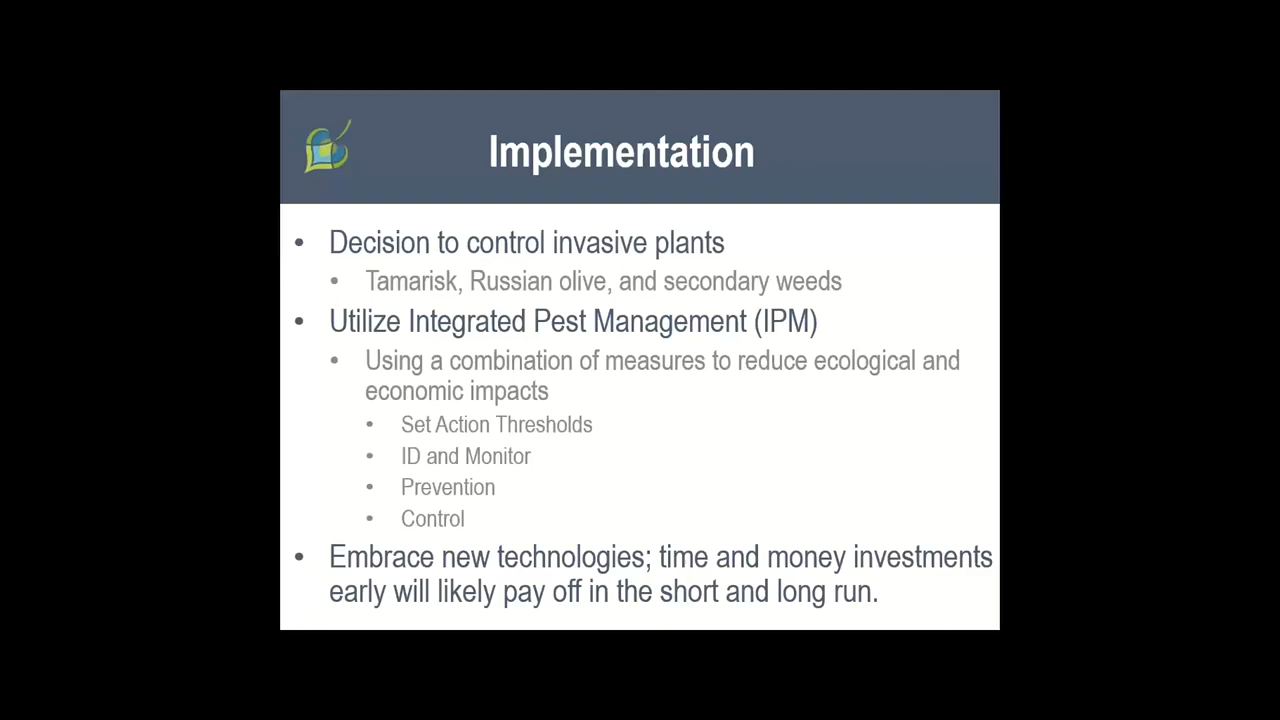 Implementation
• Decision to control invasive plants
• Tamarisk, Russian olive, and secondary weeds
• Utilize Integrated Pest Management (IPM)
• Using a combination of measures to reduce ecological and
economic impacts
• Set Action Thresholds
• ID and Monitor
• Prevention
• Control
• Embrace new technologies; time and money investments
early will likely pay off in the short and long run.